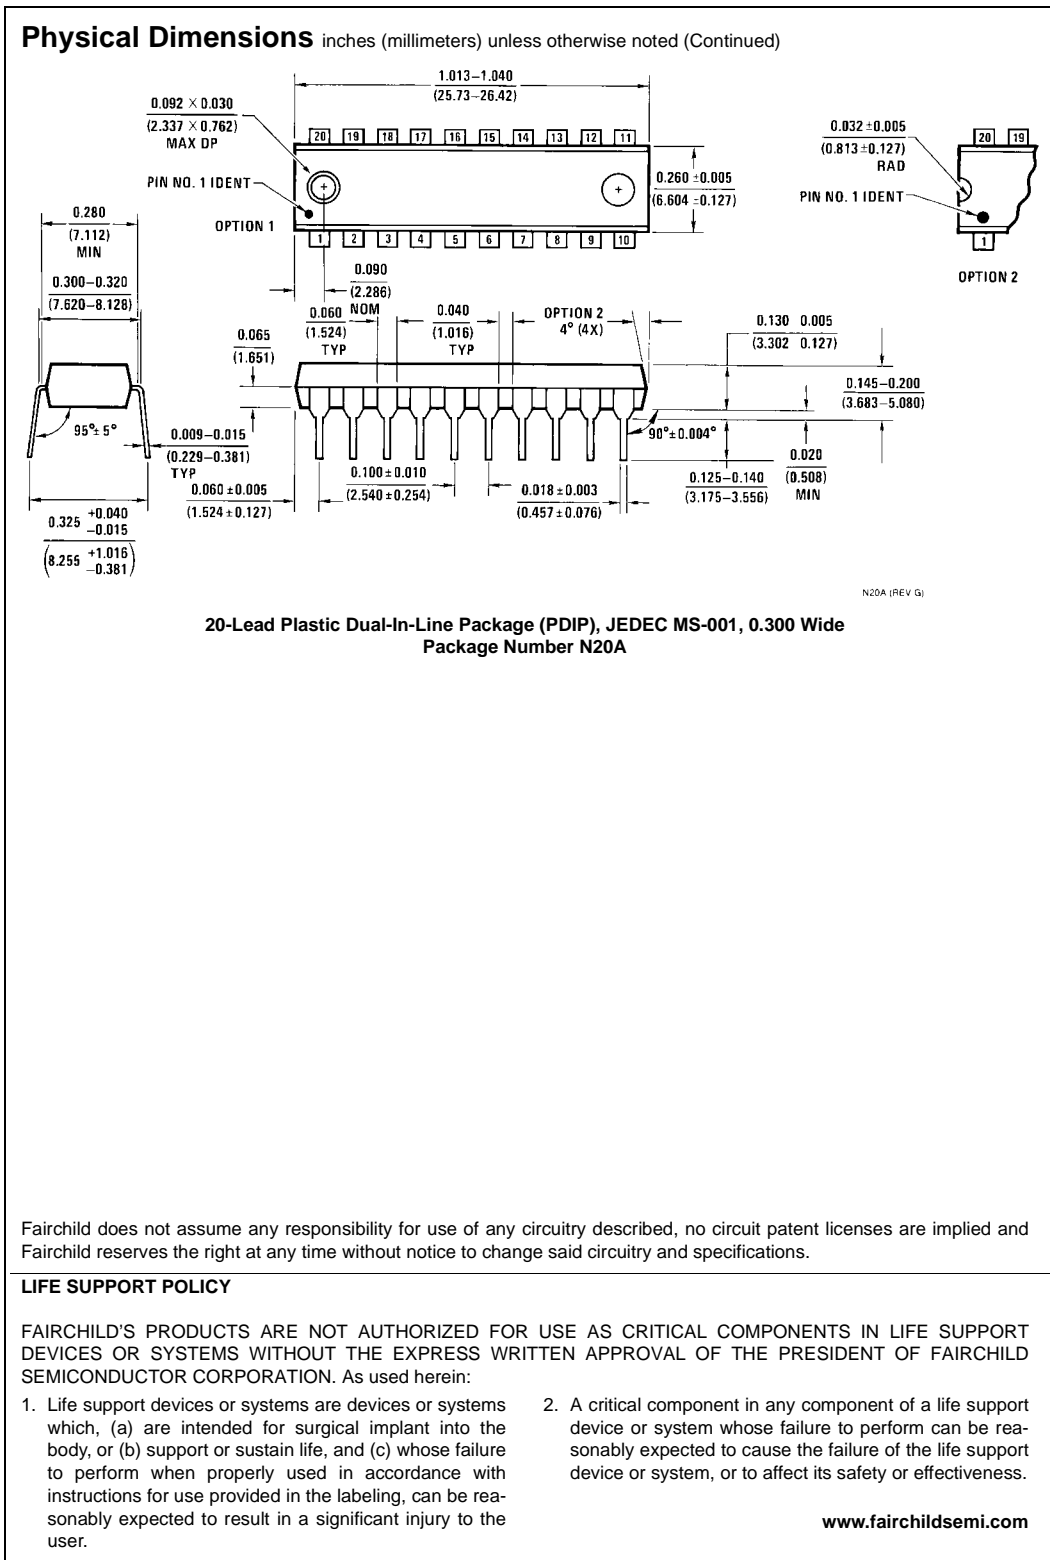 Physical Dimensions inches (millimeters) unless otherwise noted (Continued)
1.013–1.040
(25.73–26.42)
0.092 × 0.030
(2.337 × 0.762)
MAX DP
PIN NO. 1 IDENT
OPTION 1
20 19 18 17 16 15 14 13 12 11
1 2 3 4 5 6 7 8 9 10
0.260 ±0.005
(6.604 ±0.127)
0.032 ±0.005
(0.813 ±0.127)
RAD
PIN NO. 1 IDENT
20 19
1
OPTION 2
0.280
(7.112)
MIN
0.300–0.320
(7.620–8.128)
0.090
(2.286)
NOM
0.060
(1.524)
TYP
0.040
(1.016)
TYP
OPTION 2
4° (4X)
0.065
(1.651)
0.130 0.005
(3.302 0.127)
0.145–0.200
(3.683–5.080)
95°± 5°
90°±0.004°
0.009–0.015
(0.229–0.381)
TYP
0.100 ±0.010
(2.540 ±0.254)
0.125–0.140
(3.175–3.556)
0.020
(0.508)
MIN
0.060 ±0.005
(1.524 ±0.127)
0.018 ±0.003
(0.457 ±0.076)
0.325 +0.040
−0.015
(8.255 +1.016
−0.381)
N20A (REV G)
20-Lead Plastic Dual-In-Line Package (PDIP), JEDEC MS-001, 0.300 Wide
Package Number N20A
Fairchild does not assume any responsibility for use of any circuitry described, no circuit patent licenses are implied and
Fairchild reserves the right at any time without notice to change said circuitry and specifications.
LIFE SUPPORT POLICY
FAIRCHILD'S PRODUCTS ARE NOT AUTHORIZED FOR USE AS CRITICAL COMPONENTS IN LIFE SUPPORT
DEVICES OR SYSTEMS WITHOUT THE EXPRESS WRITTEN APPROVAL OF THE PRESIDENT OF FAIRCHILD
SEMICONDUCTOR CORPORATION. As used herein:
1. Life support devices or systems are devices or systems
which, (a) are intended for surgical implant into the
body, or (b) support or sustain life, and (c) whose failure
to perform when properly used in accordance with
instructions for use provided in the labeling, can be rea-
sonably expected to result in a significant injury to the
user.
2. A critical component in any component of a life support
device or system whose failure to perform can be rea-
sonably expected to cause the failure of the life support
device or system, or to affect its safety or effectiveness.
www.fairchildsemi.com